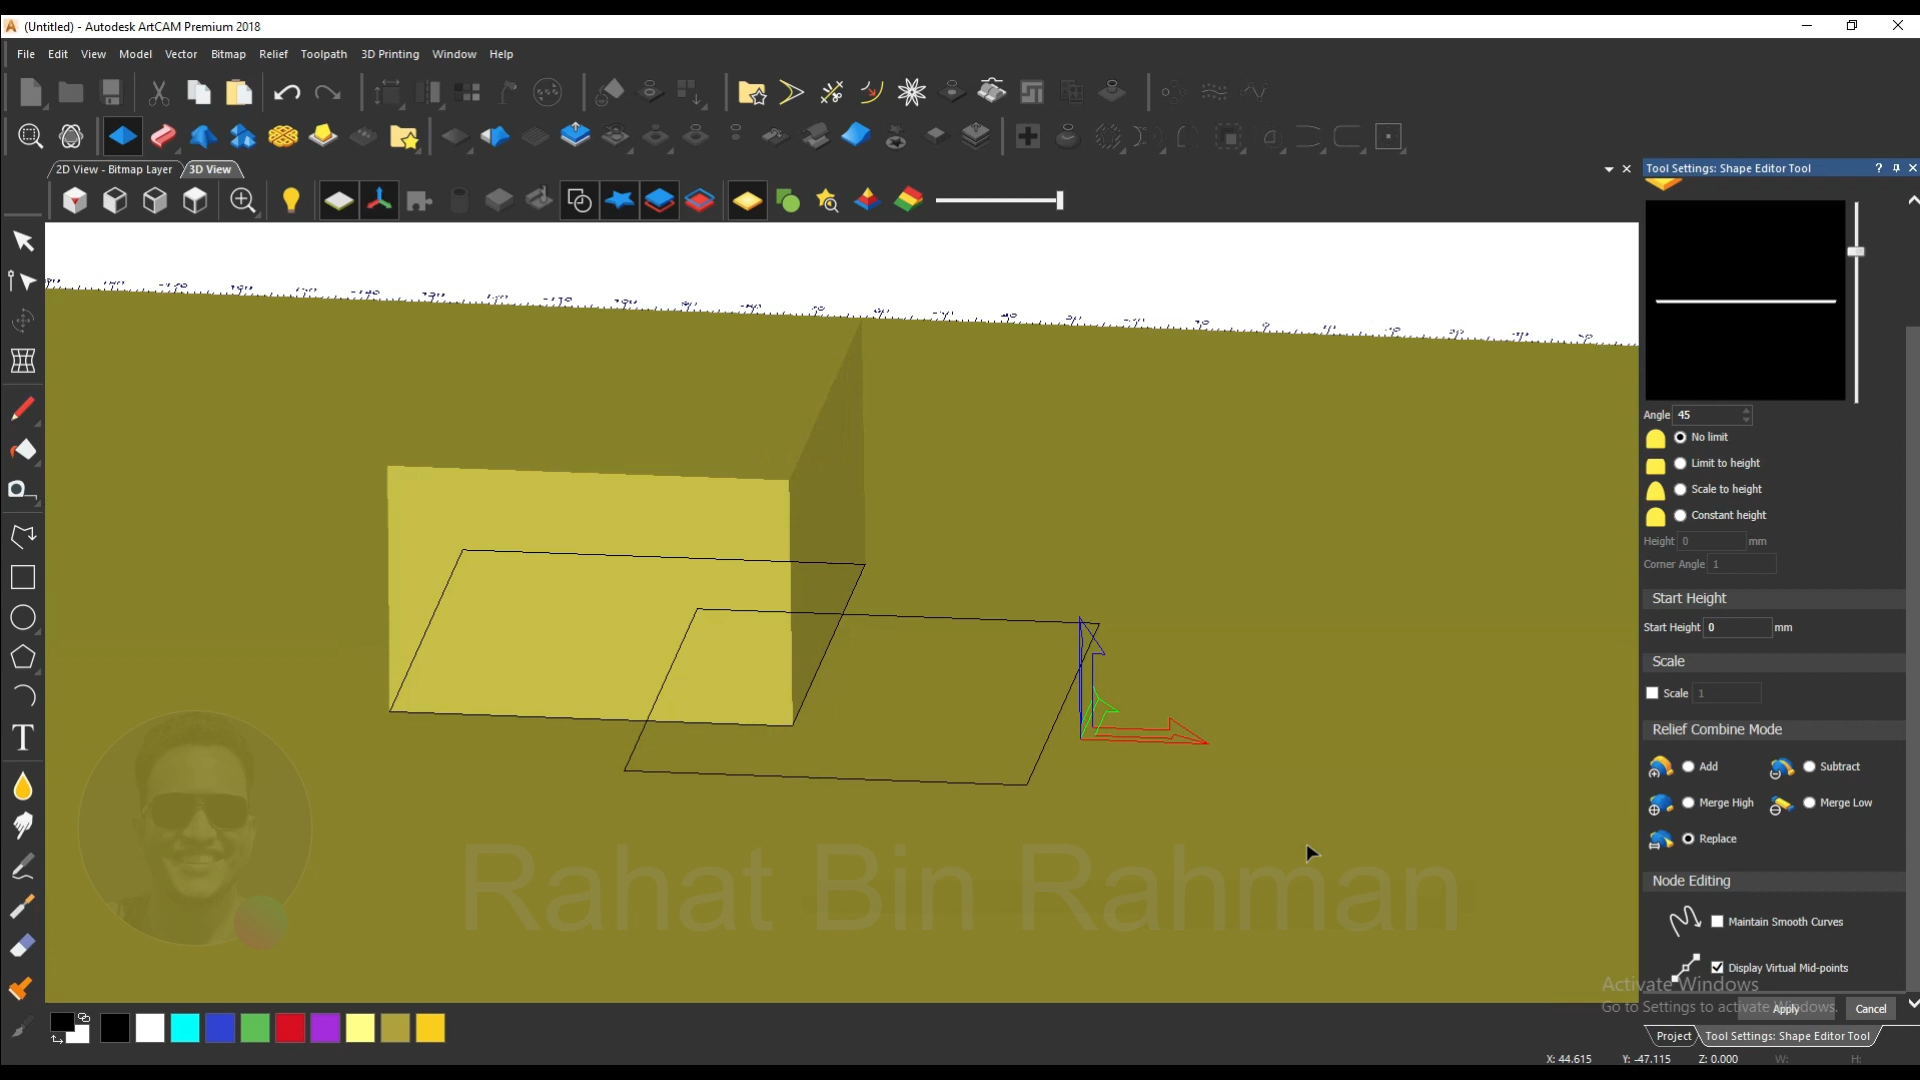 (Untitled) - Autodesk ArtCAM Premium 2018
File Edit View Model Vector Bitmap Relief Toolpath 3D Printing Window Help
2D View - Bitmap Layer 3D View
Tool Settings: Shape Editor Tool
Angle 45
No limit
Limit to height
Scale to height
Constant height
Height 0 mm
Corner Angle 1
Start Height
Start Height 0 mm
Scale
Scale 1
Relief Combine Mode
Add Subtract
Merge High Merge Low
Replace
Node Editing
Maintain Smooth Curves
Display Virtual Mid-points
Activate Windows
Go to Settings to activate Windows.
Apply Cancel
Project Tool Settings: Shape Editor Tool
X: 44.615 Y: -47.115 Z: 0.000 W: H:
Rahat Bin Rahman